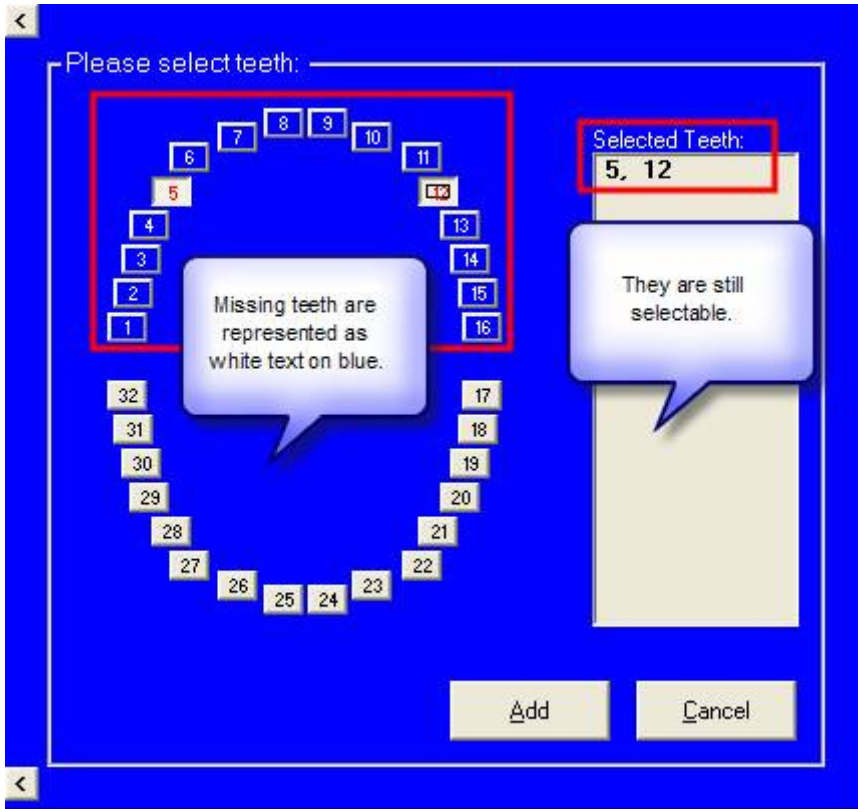 <
Please select teeth:
8 9
7 10
6 11
5 12
4 13
3 14
2 15
1 16
Missing teeth are
represented as
white text on blue.
32 17
31 18
30 19
29 20
28 21
27 22
26 23
25 24
Selected Teeth:
5, 12
They are still
selectable.
Add Cancel
<